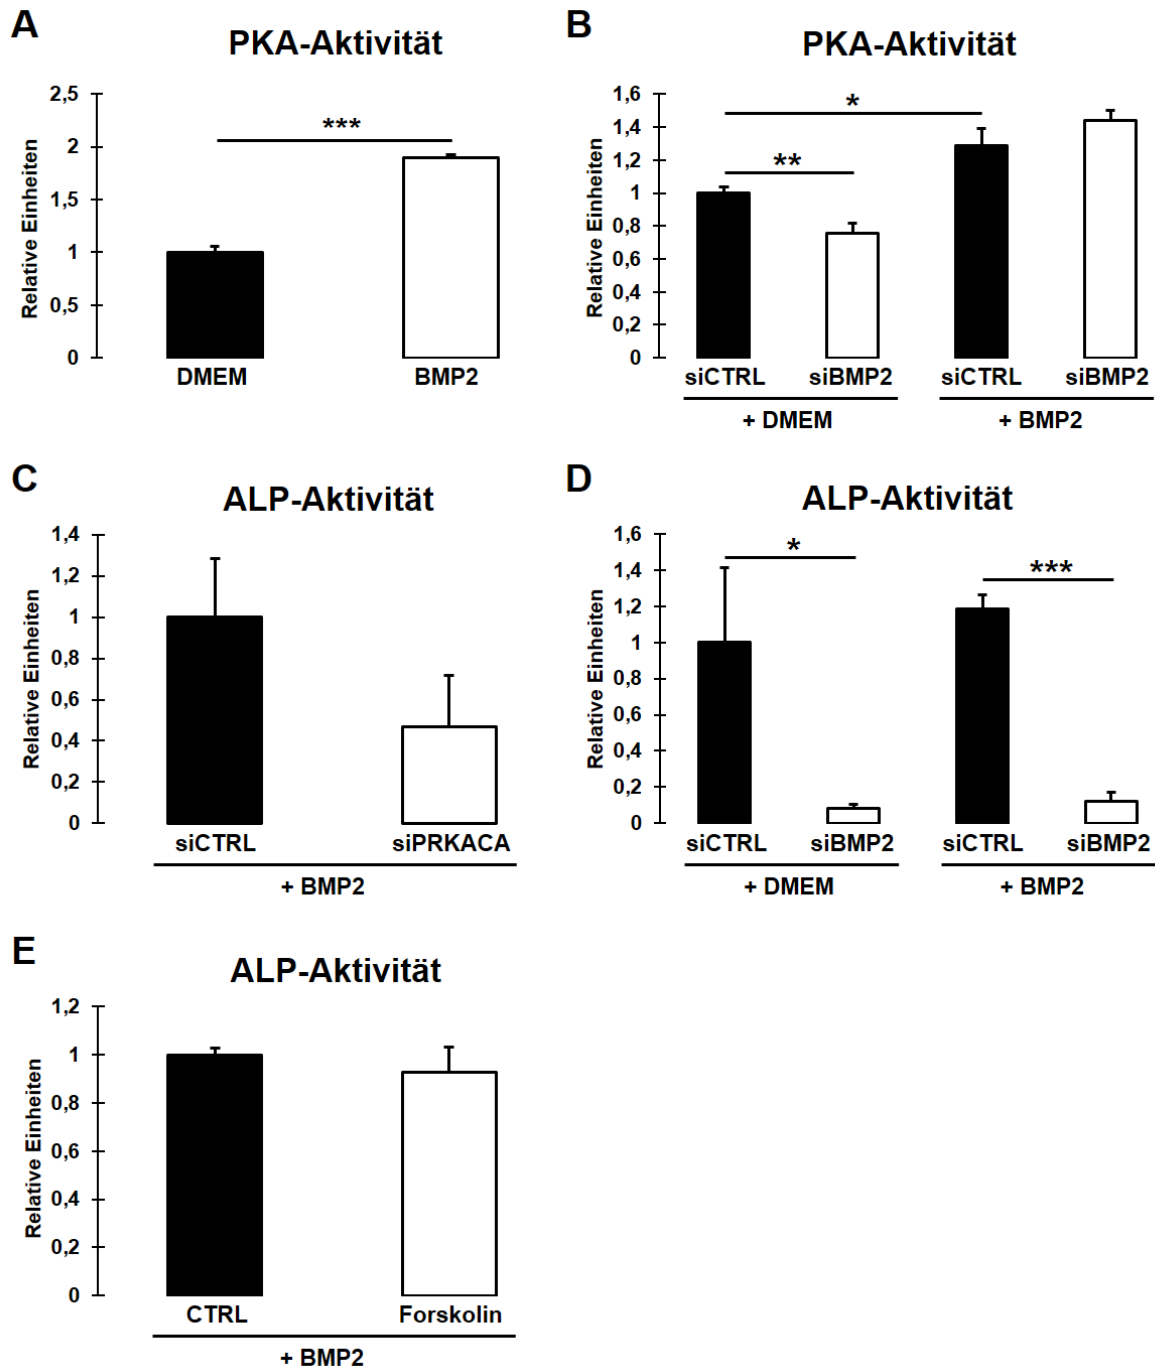 A
PKA-Aktivität
Relative Einheiten
2,5
2
1,5
1
0,5
0
***
DMEM
BMP2
B
PKA-Aktivität
Relative Einheiten
1,6
1,4
1,2
1
0,8
0,6
0,4
0,2
0
*
**
siCTRL
siBMP2
siCTRL
siBMP2
+ DMEM
+ BMP2
C
ALP-Aktivität
Relative Einheiten
1,4
1,2
1
0,8
0,6
0,4
0,2
0
siCTRL
siPRKACA
+ BMP2
D
ALP-Aktivität
Relative Einheiten
1,6
1,4
1,2
1
0,8
0,6
0,4
0,2
0
*
***
siCTRL
siBMP2
siCTRL
siBMP2
+ DMEM
+ BMP2
E
ALP-Aktivität
Relative Einheiten
1,2
1
0,8
0,6
0,4
0,2
0
CTRL
Forskolin
+ BMP2